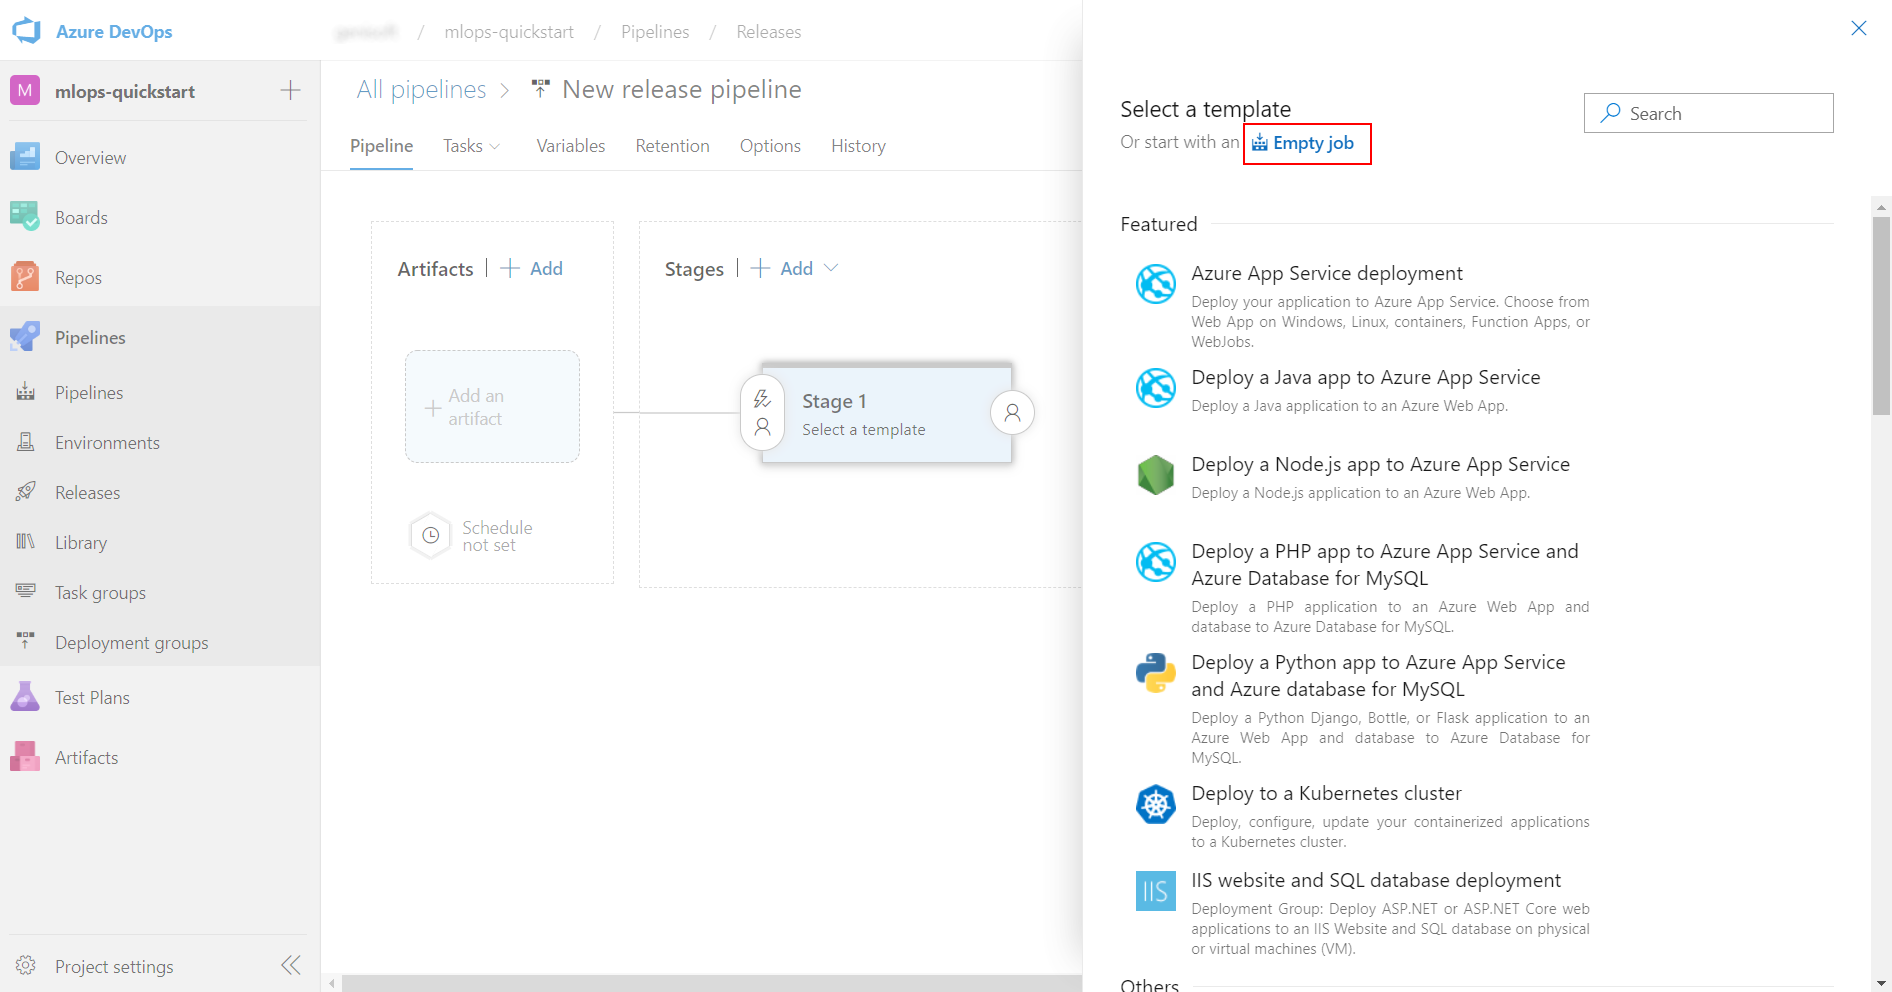 Azure DevOps
/ mlops-quickstart / Pipelines / Releases
M mlops-quickstart
Overview
Boards
Repos
Pipelines
Pipelines
Environments
Releases
Library
Task groups
Deployment groups
Test Plans
Artifacts
Project settings
All pipelines > New release pipeline
Pipeline Tasks Variables Retention Options History
Artifacts | + Add
Stages | + Add
Add an
artifact
Schedule
not set
Stage 1
Select a template
Select a template
Or start with an Empty job
Search
Featured
Azure App Service deployment
Deploy your application to Azure App Service. Choose from
Web App on Windows, Linux, containers, Function Apps, or
WebJobs.
Deploy a Java app to Azure App Service
Deploy a Java application to an Azure Web App.
Deploy a Node.js app to Azure App Service
Deploy a Node.js application to an Azure Web App.
Deploy a PHP app to Azure App Service and
Azure Database for MySQL
Deploy a PHP application to an Azure Web App and
database to Azure Database for MySQL.
Deploy a Python app to Azure App Service
and Azure database for MySQL
Deploy a Python Django, Bottle, or Flask application to an
Azure Web App and database to Azure Database for
MySQL.
Deploy to a Kubernetes cluster
Deploy, configure, update your containerized applications
to a Kubernetes cluster.
IIS
IIS website and SQL database deployment
Deployment Group: Deploy ASP.NET or ASP.NET Core web
applications to an IIS Website and SQL database on physical
or virtual machines (VM).
Others